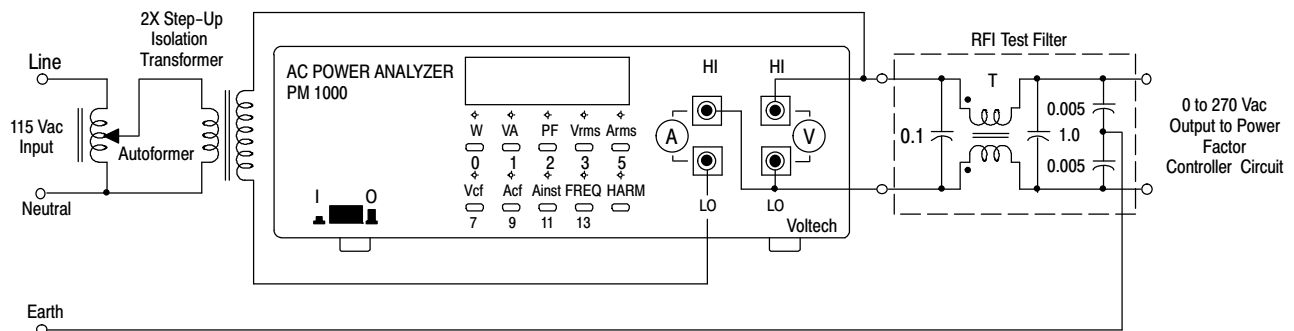 2X Step-Up
Isolation
Transformer
Line
115 Vac
Input
Autoformer
Neutral
Earth
AC POWER ANALYZER
PM 1000
W VA PF Vrms Arms
0 1 2 3 5
Vcf Acf Ainst FREQ HARM
7 9 11 13
I O
HI HI
A V
LO LO
Voltech
RFI Test Filter
T
0.1
1.0
0.005
0.005
0 to 270 Vac
Output to Power
Factor
Controller Circuit